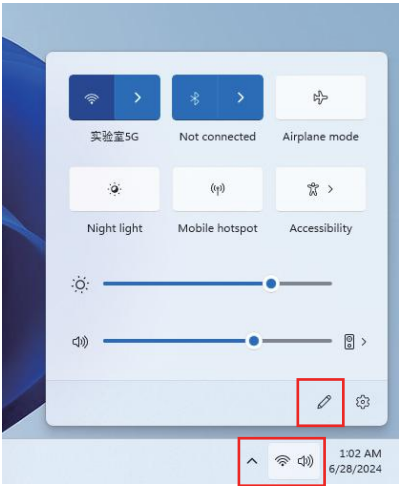 实验室5G
Not connected
Airplane mode
Night light
Mobile hotspot
Accessibility
1:02 AM
6/28/2024